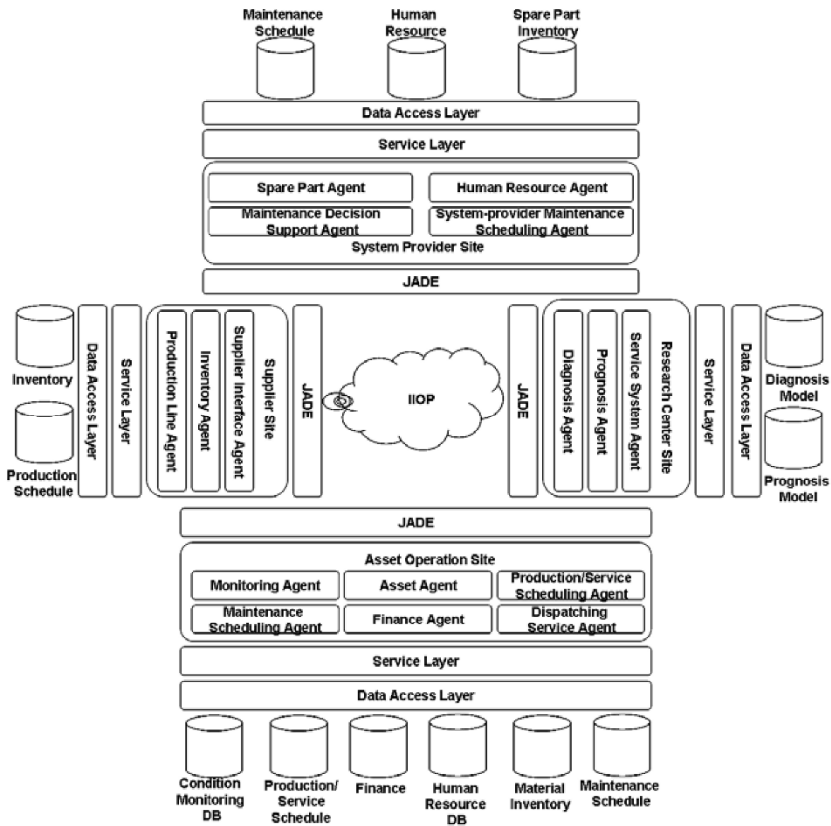 Maintenance
Schedule
Human
Resource
Spare Part
Inventory
Data Access Layer
Service Layer
Spare Part Agent
Human Resource Agent
Maintenance Decision
Support Agent
System-provider Maintenance
Scheduling Agent
System Provider Site
JADE
Inventory
Production
Schedule
Data Access Layer
Service Layer
Production Line Agent
Inventory Agent
Supplier Interface Agent
Supplier Site
JADE
IIOP
JADE
Diagnosis Agent
Prognosis Agent
Service System Agent
Research Center Site
Service Layer
Data Access Layer
Diagnosis
Model
Prognosis
Model
JADE
Asset Operation Site
Monitoring Agent
Asset Agent
Production/Service
Scheduling Agent
Maintenance
Scheduling Agent
Finance Agent
Dispatching
Service Agent
Service Layer
Data Access Layer
Condition
Monitoring
DB
Production/
Service
Schedule
Finance
Human
Resource
DB
Material
Inventory
Maintenance
Schedule